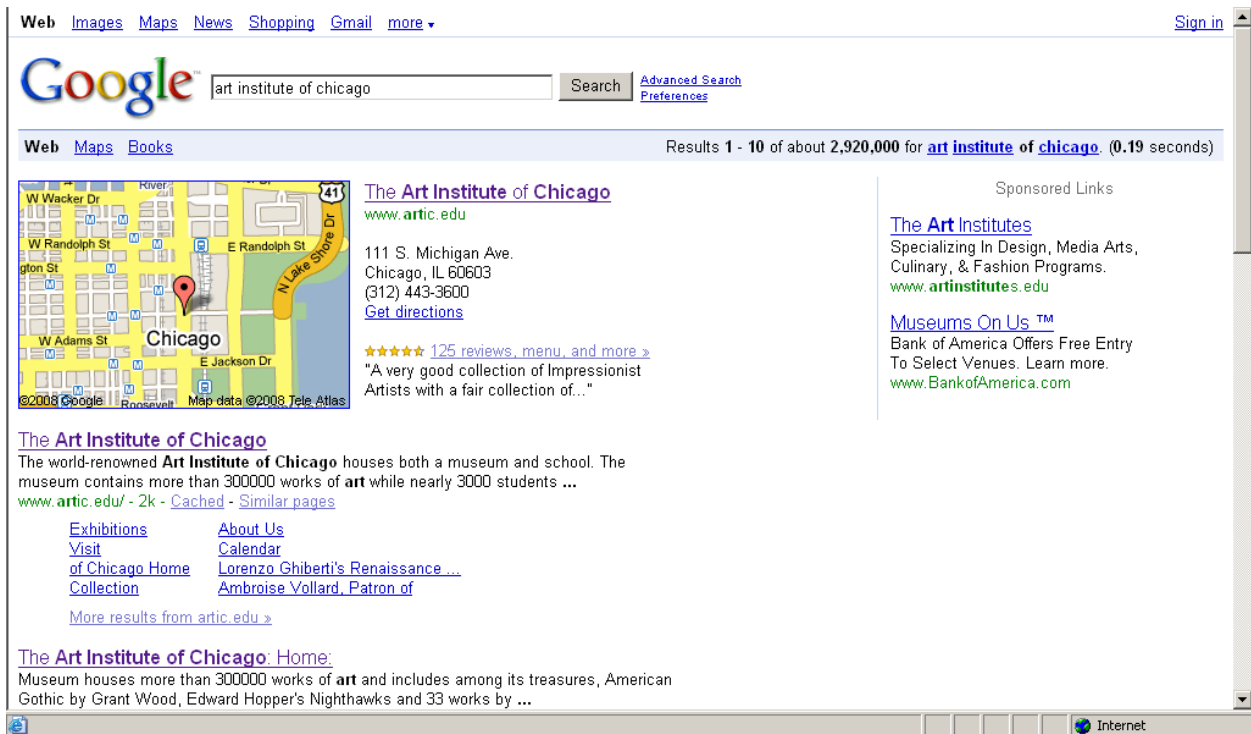 Web Images Maps News Shopping Gmail more ▾ Sign in
Google™ art institute of chicago Search Advanced Search
Preferences
Web Maps Books Results 1 - 10 of about 2,920,000 for art institute of chicago. (0.19 seconds)
River
41
W Wacker Dr
W Randolph St
E Randolph St
N Lake Shore Dr
gton St
Chicago
W Adams St
E Jackson Dr
Roosevelt
©2008 Google Map data ©2008 Tele Atlas
The Art Institute of Chicago
www.artic.edu
111 S. Michigan Ave.
Chicago, IL 60603
(312) 443-3600
Get directions
125 reviews, menu, and more »
"A very good collection of Impressionist
Artists with a fair collection of..."
Sponsored Links
The Art Institutes
Specializing In Design, Media Arts,
Culinary, & Fashion Programs.
www.artinstitutes.edu
Museums On Us ™
Bank of America Offers Free Entry
To Select Venues. Learn more.
www.BankofAmerica.com
The Art Institute of Chicago
The world-renowned Art Institute of Chicago houses both a museum and school. The
museum contains more than 300000 works of art while nearly 3000 students ...
www.artic.edu/ - 2k - Cached - Similar pages
Exhibitions About Us
Visit Calendar
of Chicago Home Lorenzo Ghiberti's Renaissance ...
Collection Ambroise Vollard, Patron of
More results from artic.edu »
The Art Institute of Chicago: Home:
Museum houses more than 300000 works of art and includes among its treasures, American
Gothic by Grant Wood, Edward Hopper's Nighthawks and 33 works by ...
Internet